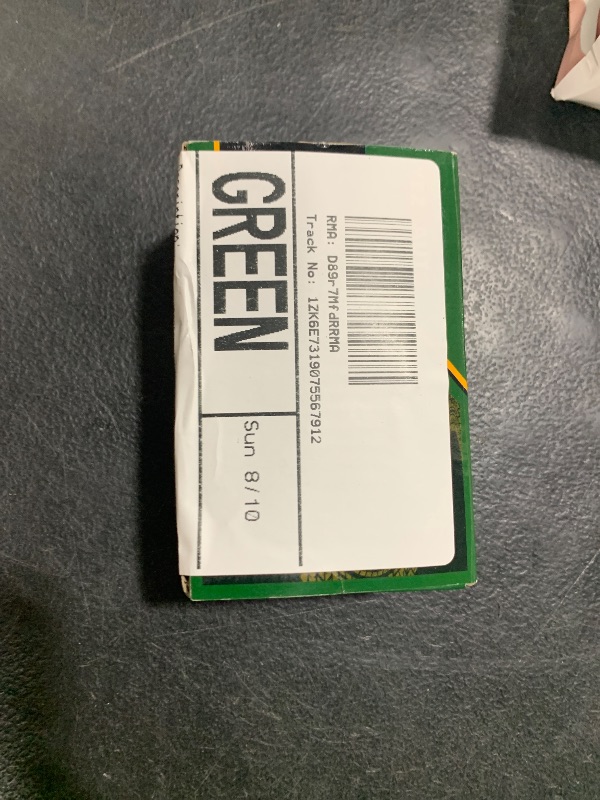 RMA: D89r7MfdRRMA
Track No: 1ZK6E7319075567912
GREEN
Sun 8/10